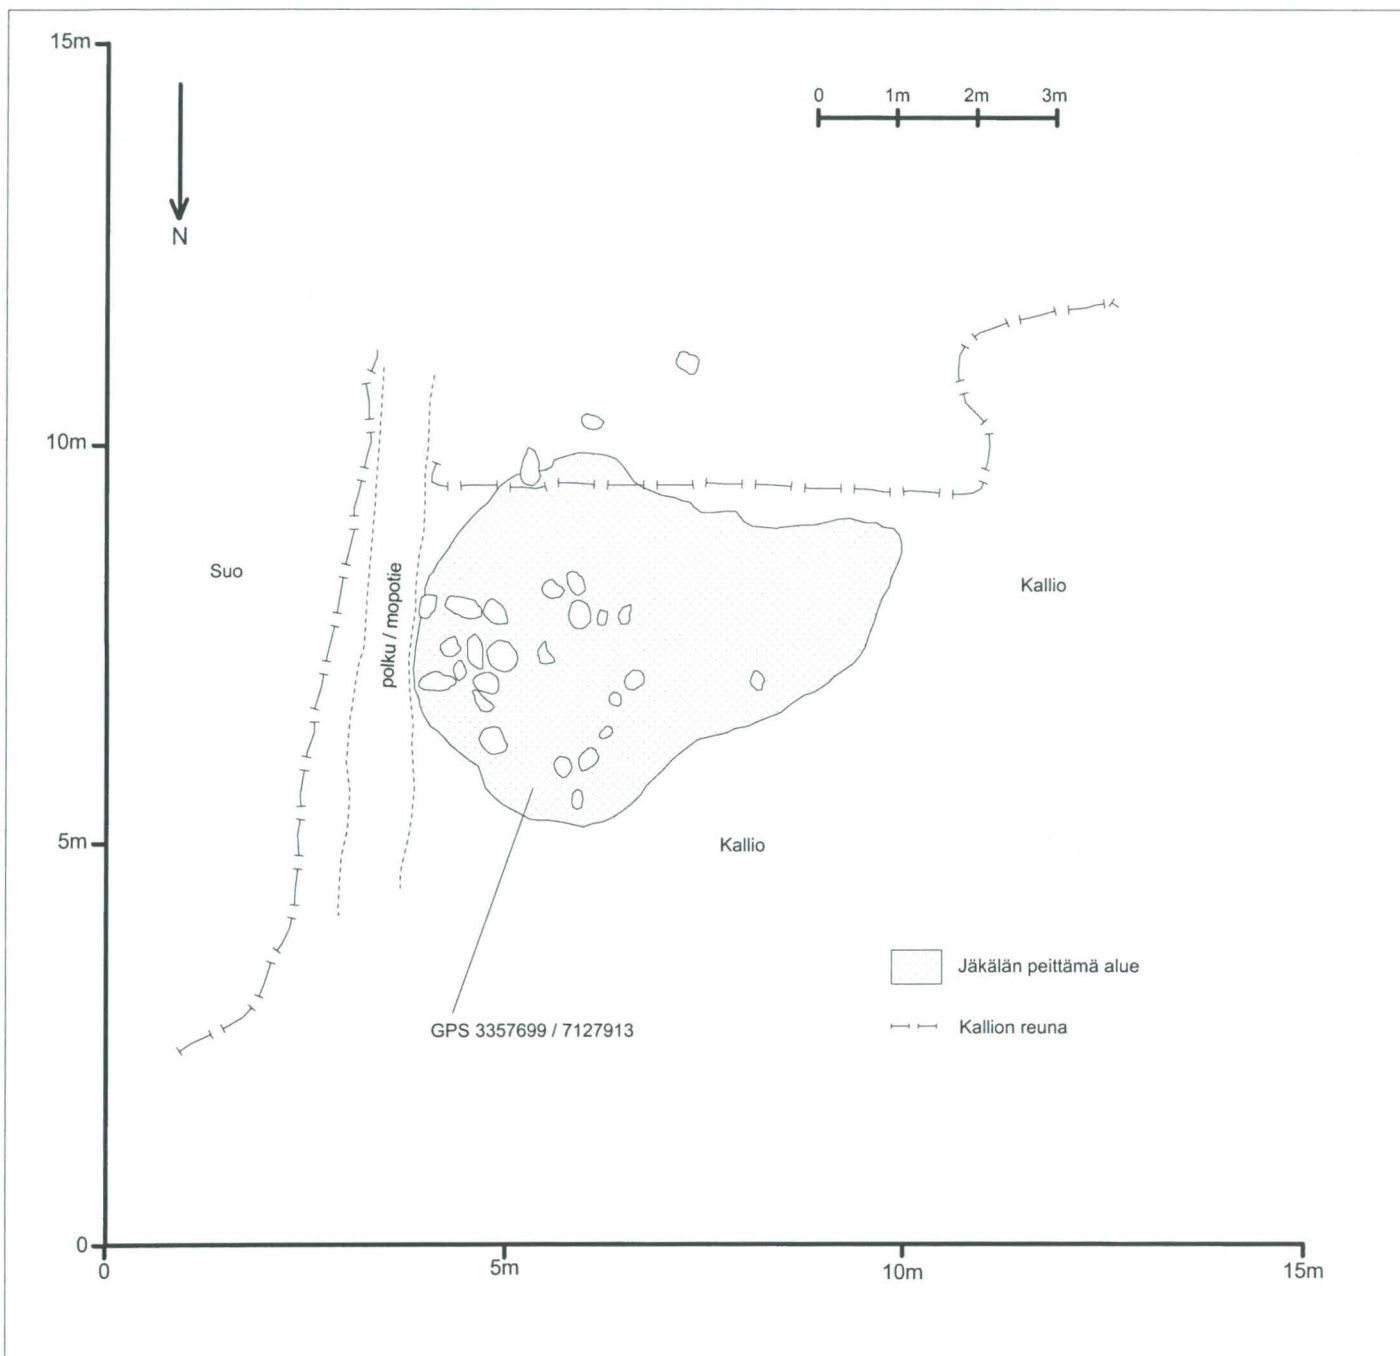 15m
0 1m 2m 3m
N
10m
Suo
polku / mopotie
Kallio
5m
Kallio
Jäkälän peittämä alue
GPS 3357699 / 7127913
Kallion reuna
0
0 5m 10m 15m